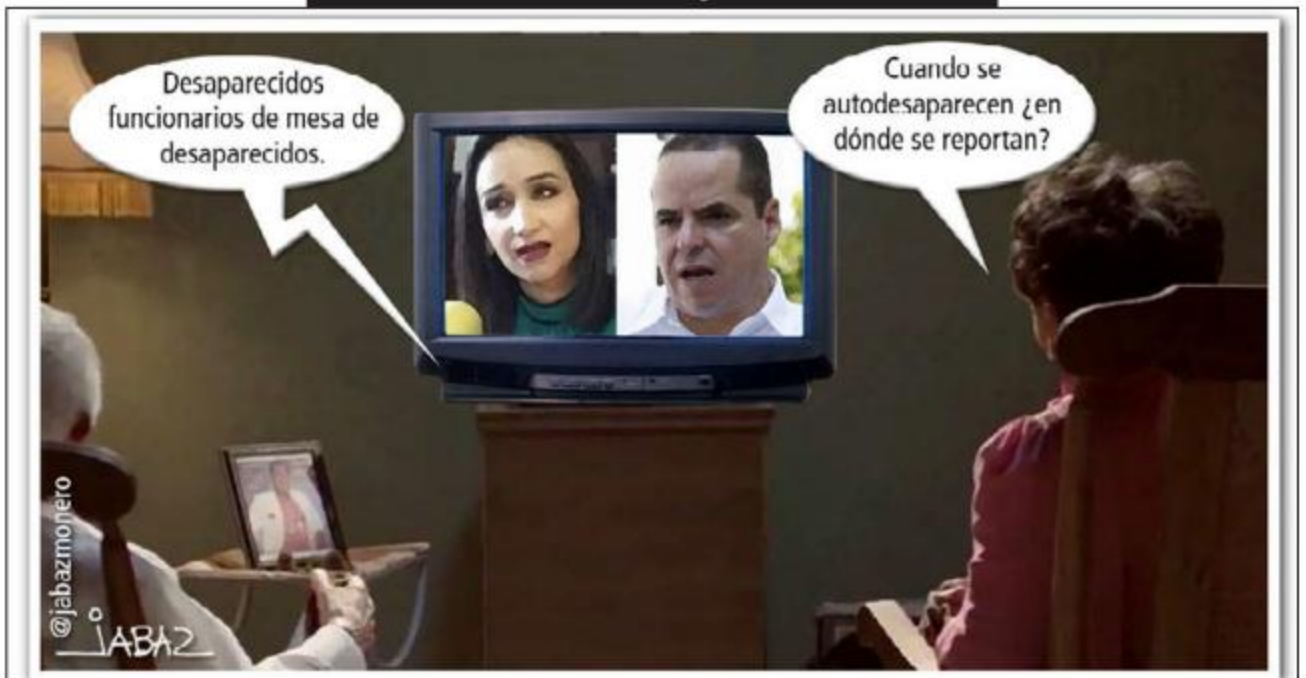 Desaparecidos
funcionarios de mesa de
desaparecidos.
Cuando se
autodesaparecen ¿en
dónde se reportan?
@jabazmonero
JABAZ